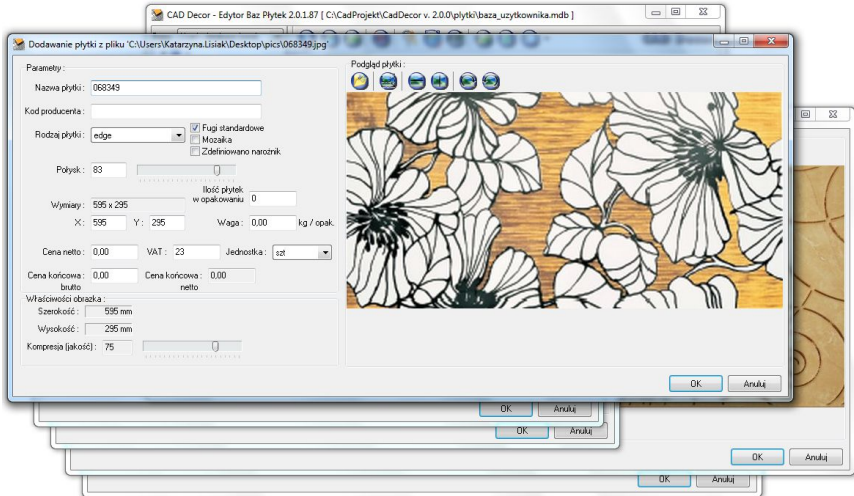 CAD Decor - Edytor Baz Płytek 2.0.1.87 [ C:\CadProjekt\CadDecor v. 2.0.0\plytki\baza_uzytkownika.mdb ]
Dodawanie płytki z pliku 'C:\Users\Katarzyna.Lisiak\Desktop\pics\068349.jpg'
Parametry :
Nazwa płytki : 068349
Kod producenta :
Rodzaj płytki : edge
Fugi standardowe
Mozaika
Zdefiniowano narożnik
Połysk : 83
Ilość płytek
w opakowaniu 0
Wymiary : 595 x 295
X : 595 Y : 295 Waga : 0,00 kg / opak.
Cena netto : 0,00 VAT : 23 Jednostka : szt
Cena końcowa : 0,00 Cena końcowa : 0,00
brutto netto
Właściwości obrazka :
Szerokość : 595 mm
Wysokość : 295 mm
Kompresja (jakość) : 75
Podgląd płytki :
OK Anuluj
OK Anuluj
OK Anuluj
OK Anuluj
OK Anuluj